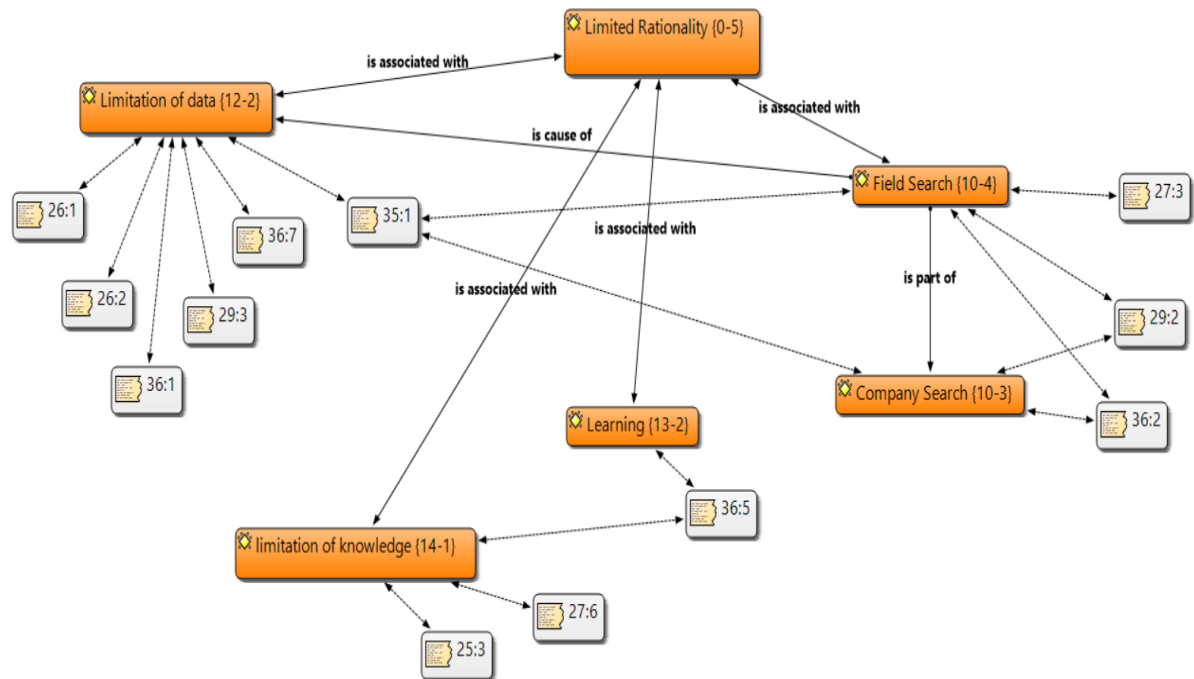 Limited Rationality {0-5}
is associated with
Limitation of data {12-2}
is associated with
is cause of
Field Search {10-4}
27:3
26:1
35:1
36:7
is associated with
is part of
is associated with
26:2
29:3
29:2
36:1
Company Search {10-3}
Learning {13-2}
36:2
36:5
limitation of knowledge {14-1}
27:6
25:3